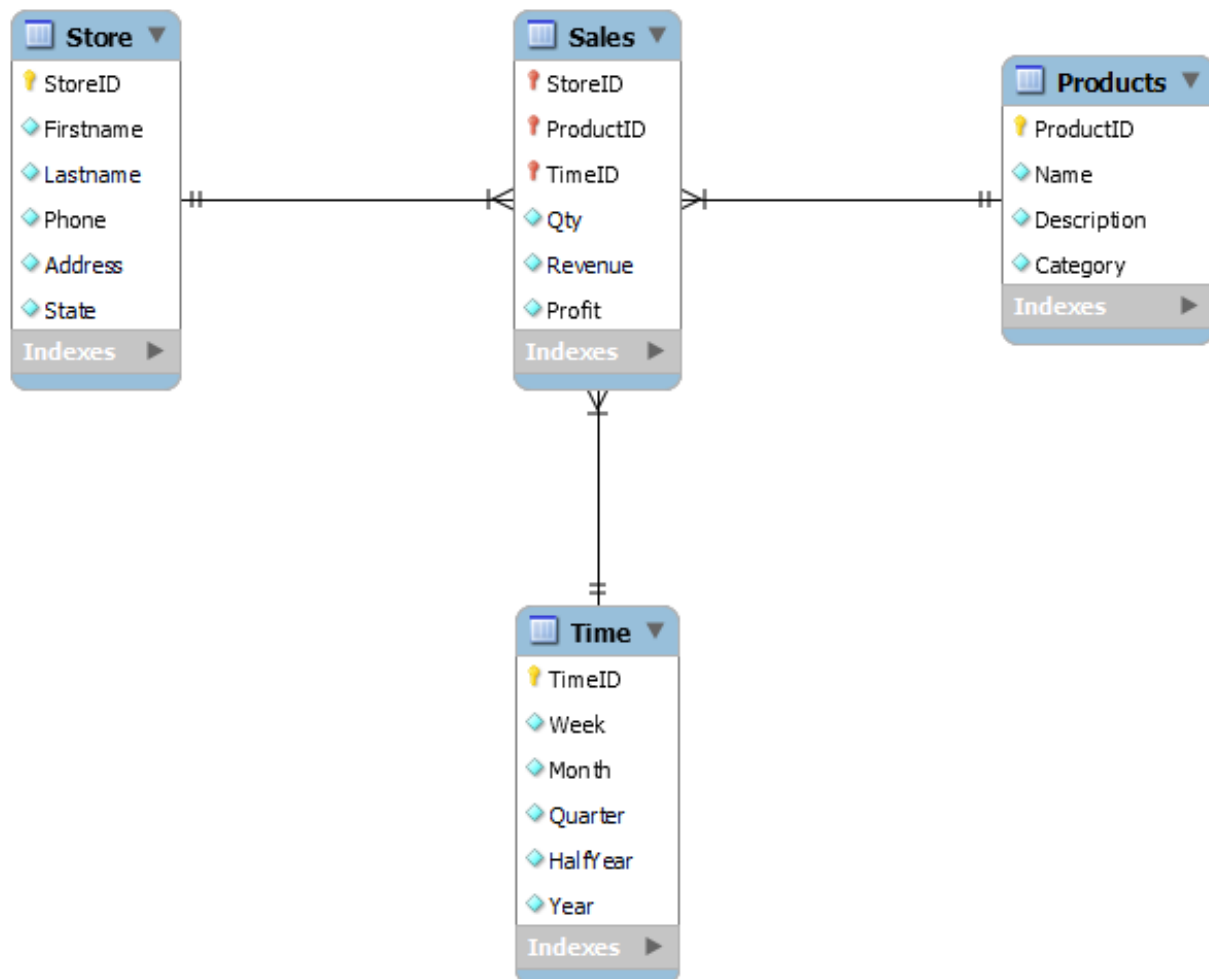 Store
StoreID
Firstname
Lastname
Phone
Address
State
Indexes
Sales
StoreID
ProductID
TimeID
Qty
Revenue
Profit
Indexes
Products
ProductID
Name
Description
Category
Indexes
Time
TimeID
Week
Month
Quarter
HalfYear
Year
Indexes